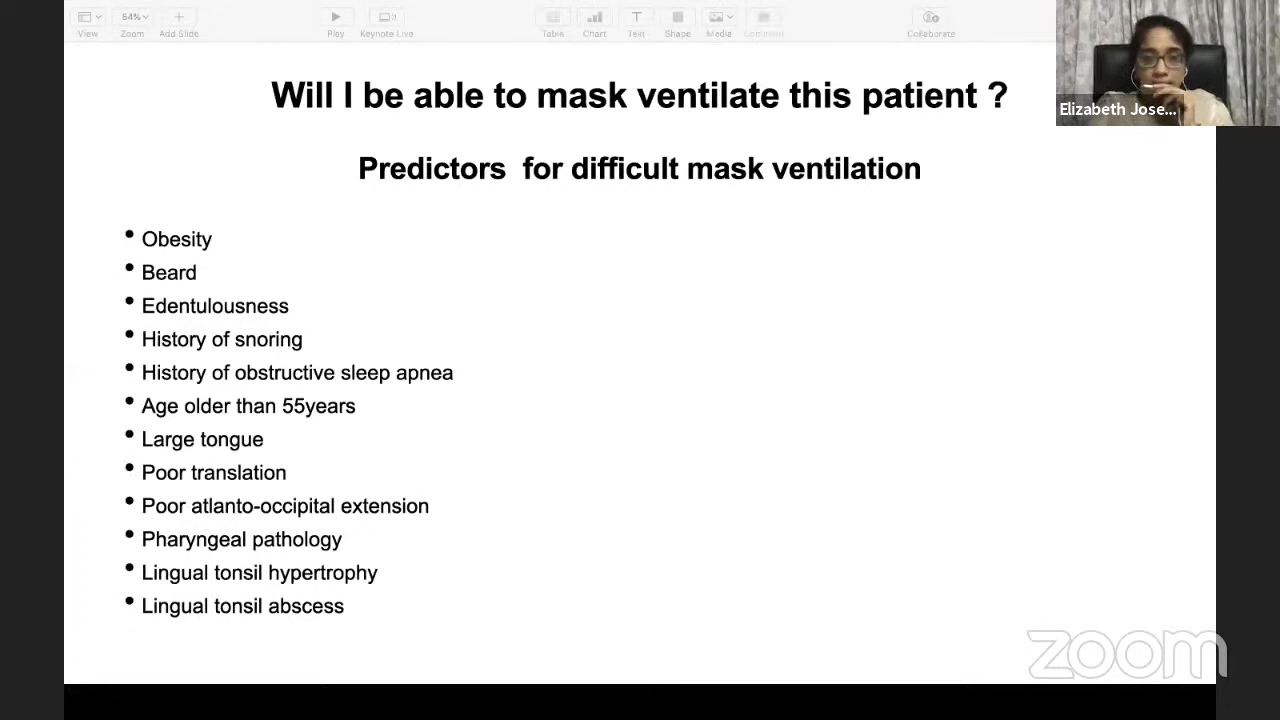 54%
View
Zoom
Add Slide
Play
Keynote Live
Table
Chart
Text
Shape
Media
Comment
Collaborate
Elizabeth Jose...
Will I be able to mask ventilate this patient ?
Predictors for difficult mask ventilation
• Obesity
• Beard
• Edentulousness
• History of snoring
• History of obstructive sleep apnea
• Age older than 55years
• Large tongue
• Poor translation
• Poor atlanto-occipital extension
• Pharyngeal pathology
• Lingual tonsil hypertrophy
• Lingual tonsil abscess
zoom